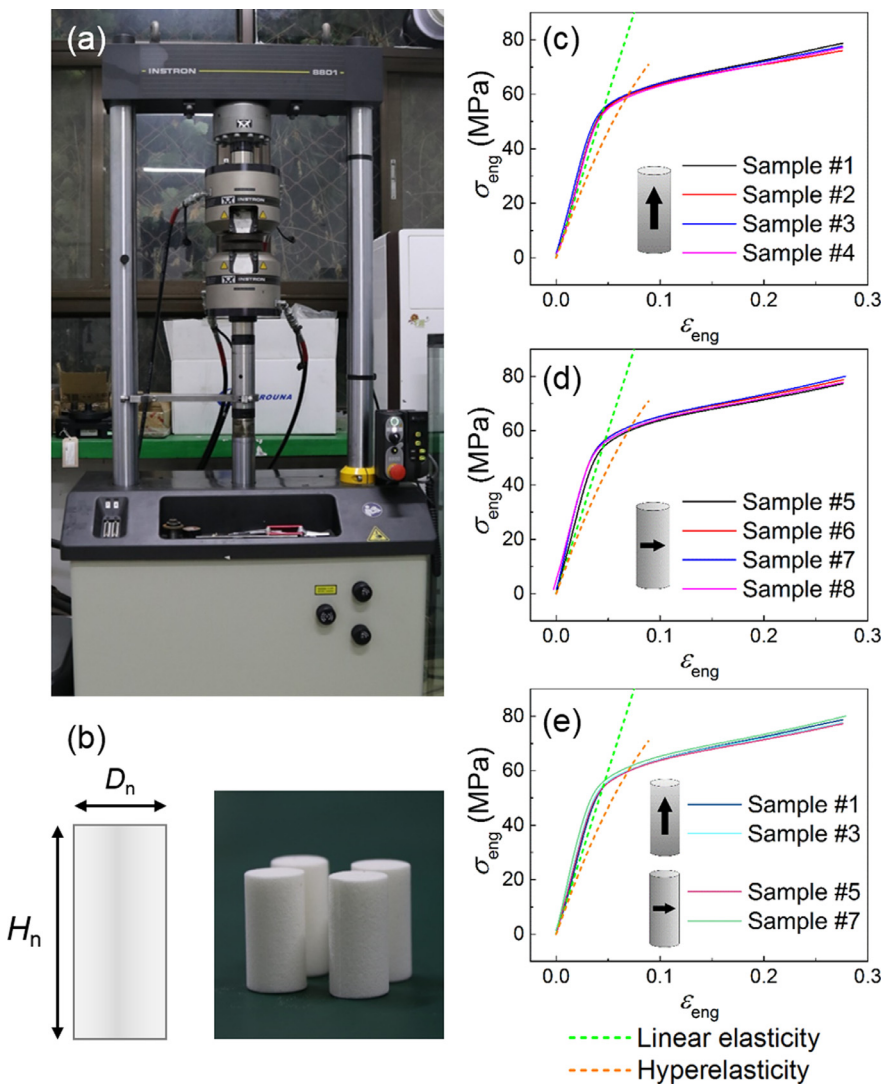 (a)
INSTRON 8801
INSTRON
INSTRON
ROUNA
(b)
Dn
Hn
(c)
σeng (MPa)
80
60
40
20
0
Sample #1
Sample #2
Sample #3
Sample #4
0.0 0.1 0.2 0.3
εeng
(d)
σeng (MPa)
80
60
40
20
0
Sample #5
Sample #6
Sample #7
Sample #8
0.0 0.1 0.2 0.3
εeng
(e)
σeng (MPa)
80
60
40
20
0
Sample #1
Sample #3
Sample #5
Sample #7
0.0 0.1 0.2 0.3
εeng
Linear elasticity
Hyperelasticity